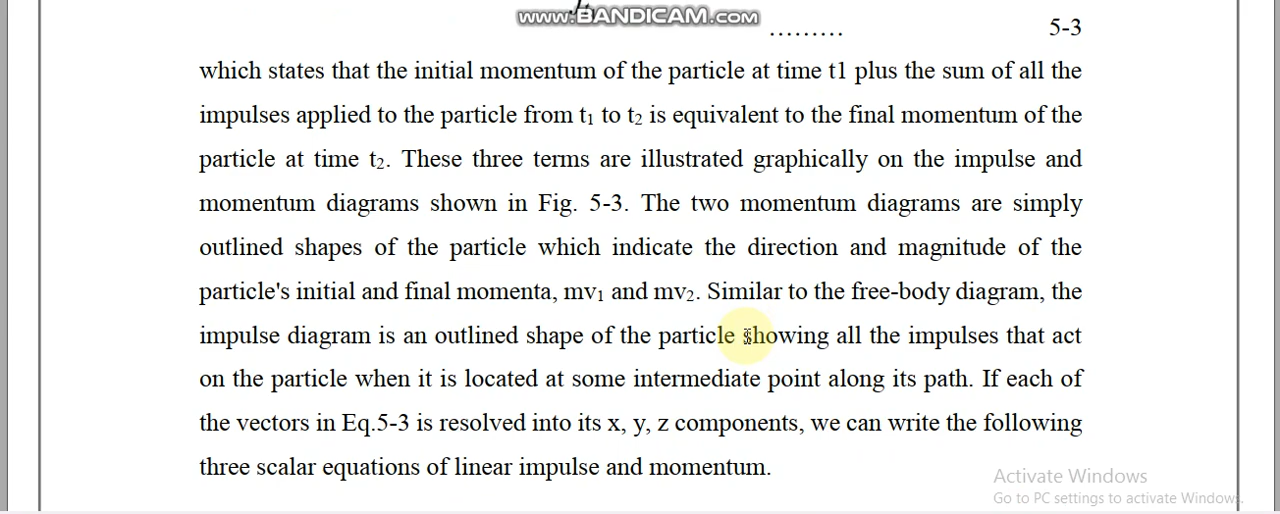 www.BANDICAM.com
......... 5-3
which states that the initial momentum of the particle at time t1 plus the sum of all the
impulses applied to the particle from t₁ to t₂ is equivalent to the final momentum of the
particle at time t₂. These three terms are illustrated graphically on the impulse and
momentum diagrams shown in Fig. 5-3. The two momentum diagrams are simply
outlined shapes of the particle which indicate the direction and magnitude of the
particle's initial and final momenta, mv₁ and mv₂. Similar to the free-body diagram, the
impulse diagram is an outlined shape of the particle showing all the impulses that act
on the particle when it is located at some intermediate point along its path. If each of
the vectors in Eq.5-3 is resolved into its x, y, z components, we can write the following
three scalar equations of linear impulse and momentum.
Activate Windows
Go to PC settings to activate Windows.